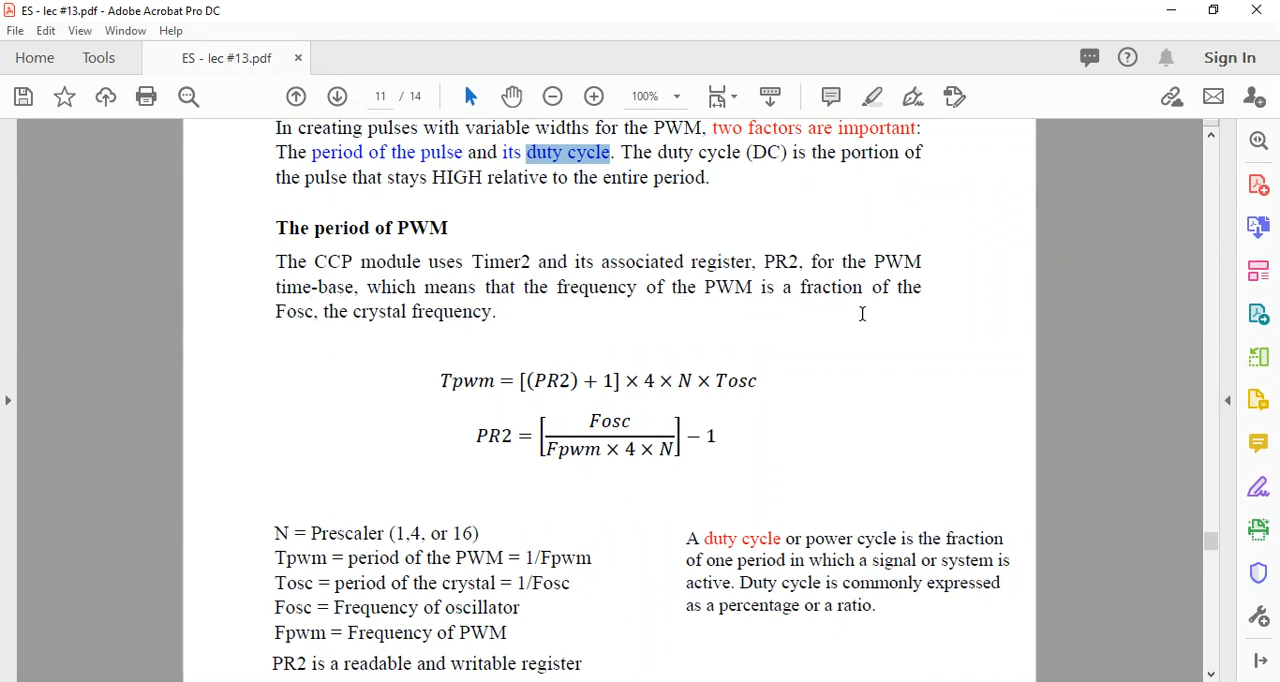 ES - lec #13.pdf - Adobe Acrobat Pro DC
File Edit View Window Help
Home Tools ES - lec #13.pdf × Sign In
11 / 14 100%
In creating pulses with variable widths for the PWM, two factors are important:
The period of the pulse and its duty cycle. The duty cycle (DC) is the portion of
the pulse that stays HIGH relative to the entire period.
The period of PWM
The CCP module uses Timer2 and its associated register, PR2, for the PWM
time-base, which means that the frequency of the PWM is a fraction of the
Fosc, the crystal frequency.
Tpwm = [(PR2) + 1] × 4 × N × Tosc
PR2 = [Fosc / Fpwm × 4 × N] − 1
N = Prescaler (1,4, or 16)
Tpwm = period of the PWM = 1/Fpwm
Tosc = period of the crystal = 1/Fosc
Fosc = Frequency of oscillator
Fpwm = Frequency of PWM
PR2 is a readable and writable register
A duty cycle or power cycle is the fraction
of one period in which a signal or system is
active. Duty cycle is commonly expressed
as a percentage or a ratio.